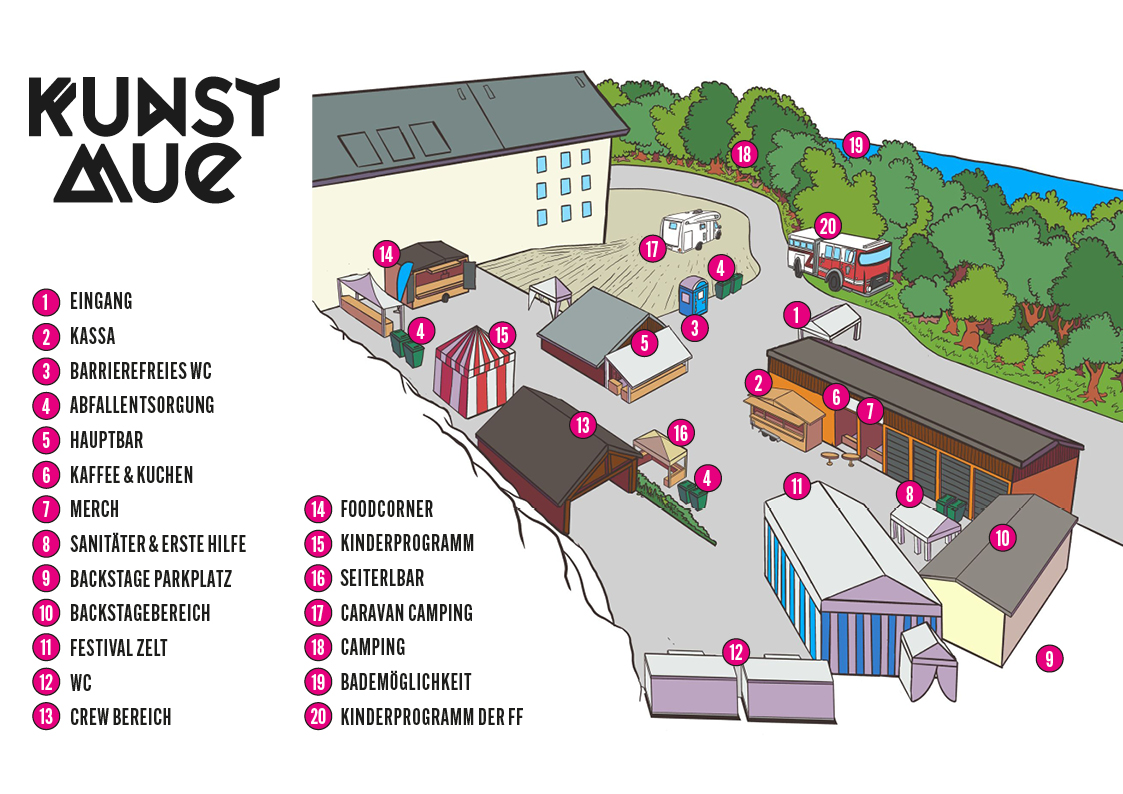 KUNST
MUE
1 EINGANG
2 KASSA
3 BARRIEREFREIES WC
4 ABFALLENTSORGUNG
5 HAUPTBAR
6 KAFFEE & KUCHEN
7 MERCH
8 SANITÄTER & ERSTE HILFE
9 BACKSTAGE PARKPLATZ
10 BACKSTAGEBEREICH
11 FESTIVAL ZELT
12 WC
13 CREW BEREICH
14 FOODCORNER
15 KINDERPROGRAMM
16 SEITERLBAR
17 CARAVAN CAMPING
18 CAMPING
19 BADEMÖGLICHKEIT
20 KINDERPROGRAMM DER FF
18
19
20
17
14
4
3
1
4
15
5
2
6
7
13
16
4
11
8
10
12
9